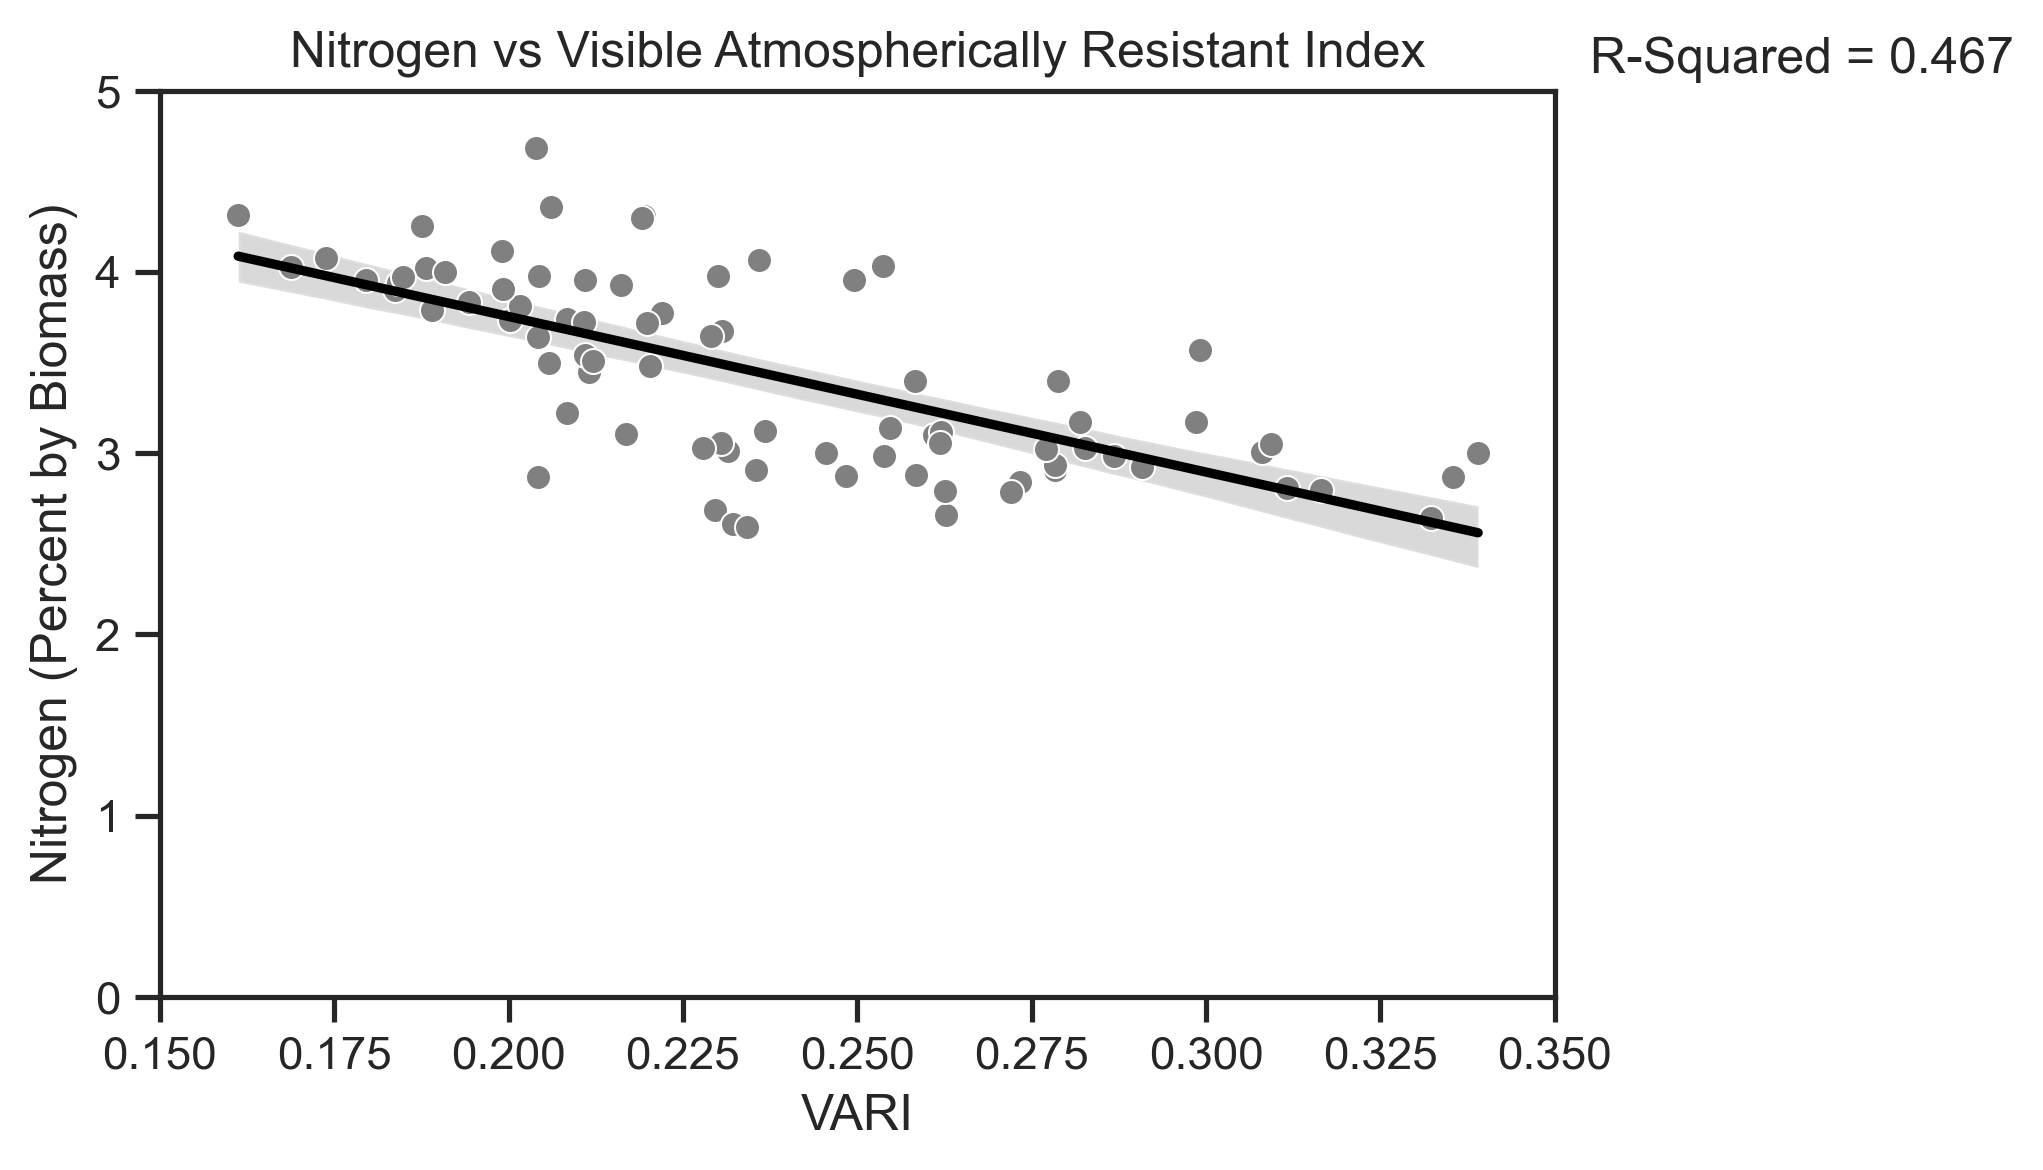 Nitrogen vs Visible Atmospherically Resistant Index
R-Squared = 0.467
Nitrogen (Percent by Biomass)
5
4
3
2
1
0
0.150 0.175 0.200 0.225 0.250 0.275 0.300 0.325 0.350
VARI